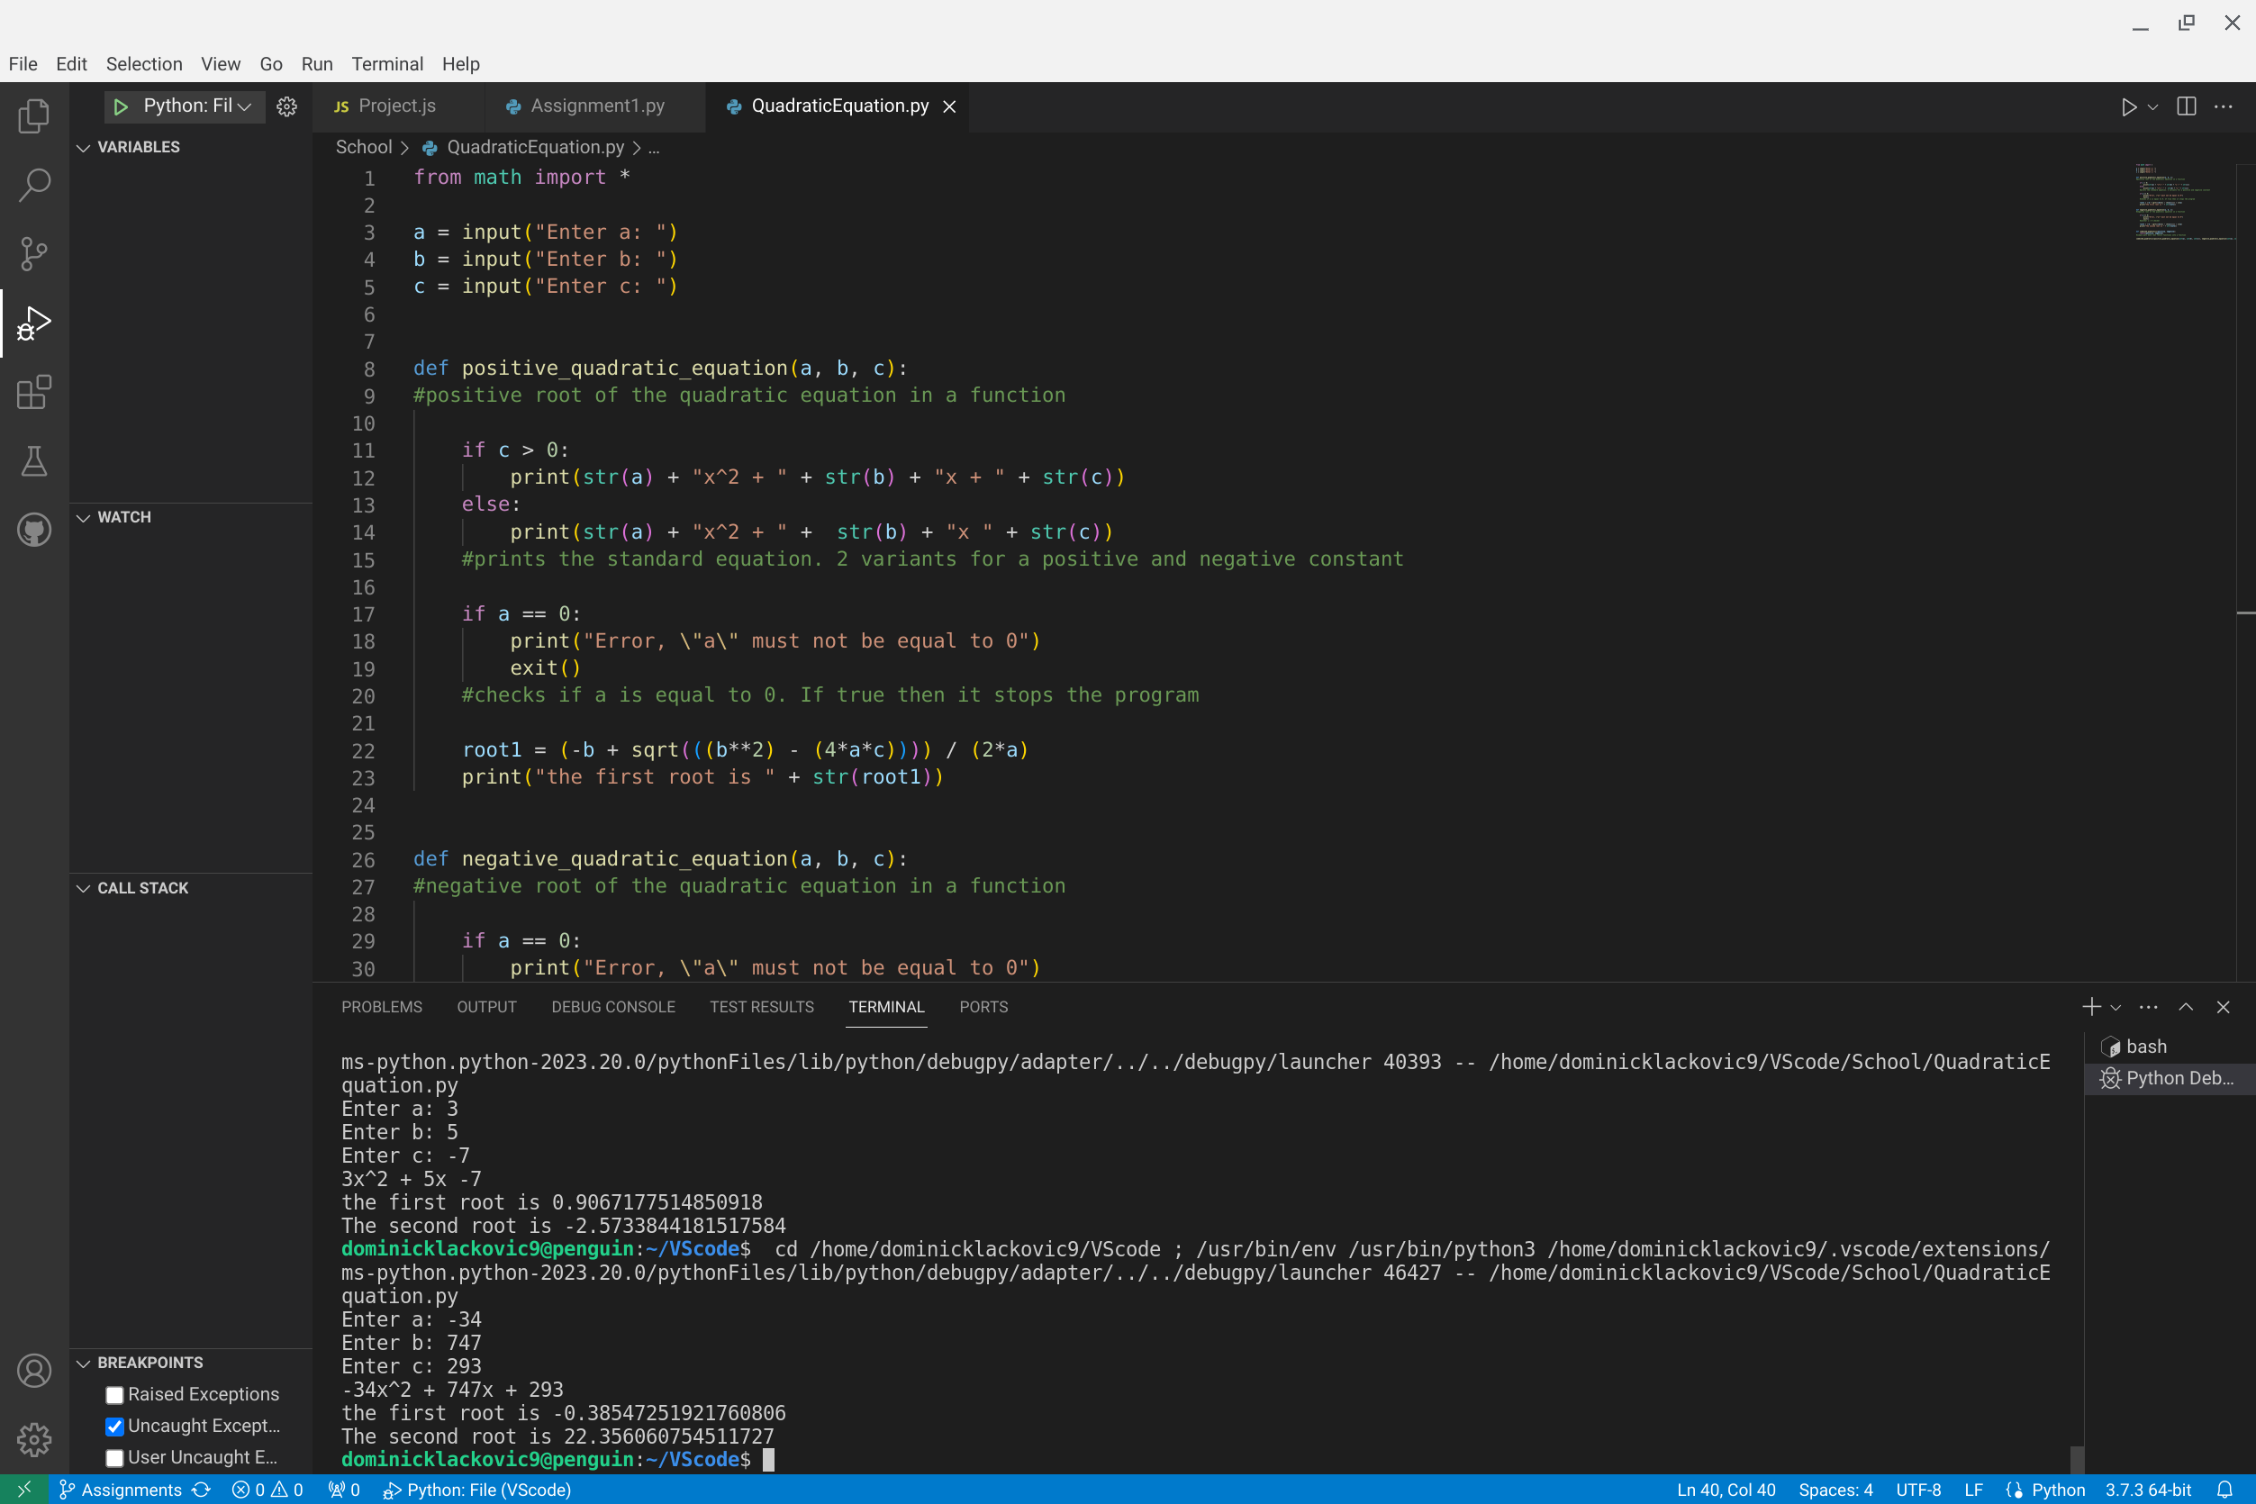 File Edit Selection View Go Run Terminal Help
Python: Fil
JS Project.js Assignment1.py QuadraticEquation.py
VARIABLES
School > QuadraticEquation.py > ...
1 from math import *
2
3 a = input("Enter a: ")
4 b = input("Enter b: ")
5 c = input("Enter c: ")
6
7
8 def positive_quadratic_equation(a, b, c):
9 #positive root of the quadratic equation in a function
10
11 if c > 0:
12 print(str(a) + "x^2 + " + str(b) + "x + " + str(c))
13 else:
14 print(str(a) + "x^2 + " +  str(b) + "x " + str(c))
15 #prints the standard equation. 2 variants for a positive and negative constant
16
17 if a == 0:
18 print("Error, \"a\" must not be equal to 0")
19 exit()
20 #checks if a is equal to 0. If true then it stops the program
21
22 root1 = (-b + sqrt(((b**2) - (4*a*c)))) / (2*a)
23 print("the first root is " + str(root1))
24
25
26 def negative_quadratic_equation(a, b, c):
27 #negative root of the quadratic equation in a function
28
29 if a == 0:
30 print("Error, \"a\" must not be equal to 0")
WATCH
CALL STACK
BREAKPOINTS
Raised Exceptions
Uncaught Except...
User Uncaught E...
PROBLEMS OUTPUT DEBUG CONSOLE TEST RESULTS TERMINAL PORTS
ms-python.python-2023.20.0/pythonFiles/lib/python/debugpy/adapter/../../debugpy/launcher 40393 -- /home/dominicklackovic9/VScode/School/QuadraticE
quation.py
Enter a: 3
Enter b: 5
Enter c: -7
3x^2 + 5x -7
the first root is 0.9067177514850918
The second root is -2.5733844181517584
dominicklackovic9@penguin:~/VScode$  cd /home/dominicklackovic9/VScode ; /usr/bin/env /usr/bin/python3 /home/dominicklackovic9/.vscode/extensions/
ms-python.python-2023.20.0/pythonFiles/lib/python/debugpy/adapter/../../debugpy/launcher 46427 -- /home/dominicklackovic9/VScode/School/QuadraticE
quation.py
Enter a: -34
Enter b: 747
Enter c: 293
-34x^2 + 747x + 293
the first root is -0.38547251921760806
The second root is 22.356060754511727
dominicklackovic9@penguin:~/VScode$
bash
Python Deb...
Assignments 0 0 0 Python: File (VScode) Ln 40, Col 40 Spaces: 4 UTF-8 LF Python 3.7.3 64-bit